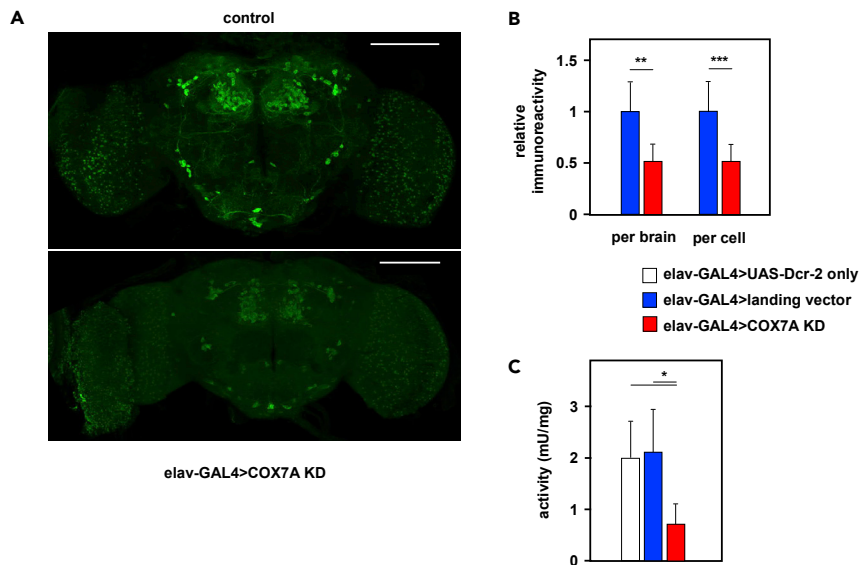 A
control
elav-GAL4>COX7A KD
B
relative
immunoreactivity
1.5
1
0.5
0
**
***
per brain
per cell
elav-GAL4>UAS-Dcr-2 only
elav-GAL4>landing vector
elav-GAL4>COX7A KD
C
activity (mU/mg)
3
2
1
0
*